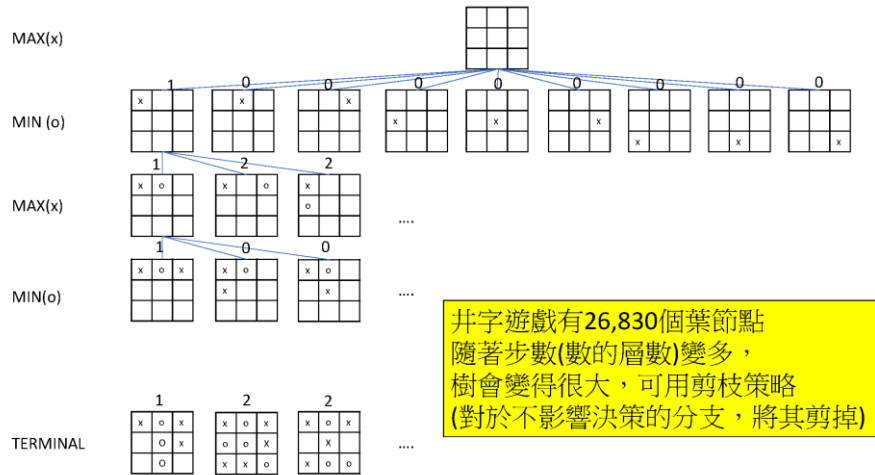 MAX(x)
1 0 0 0 0 0 0 0 0
MIN (o)
x x x
x x x
x x x
1 2 2
MAX(x)
x o x o x
o
....
1 0 0
MIN(o)
x o x x o x o
x x
....
井字遊戲有26,830個葉節點
隨著步數(數的層數)變多，
樹會變得很大，可用剪枝策略
(對於不影響決策的分支，將其剪掉)
1 2 2
TERMINAL
x o x x o x x o x
O x o o X x
O x x o x o o
....